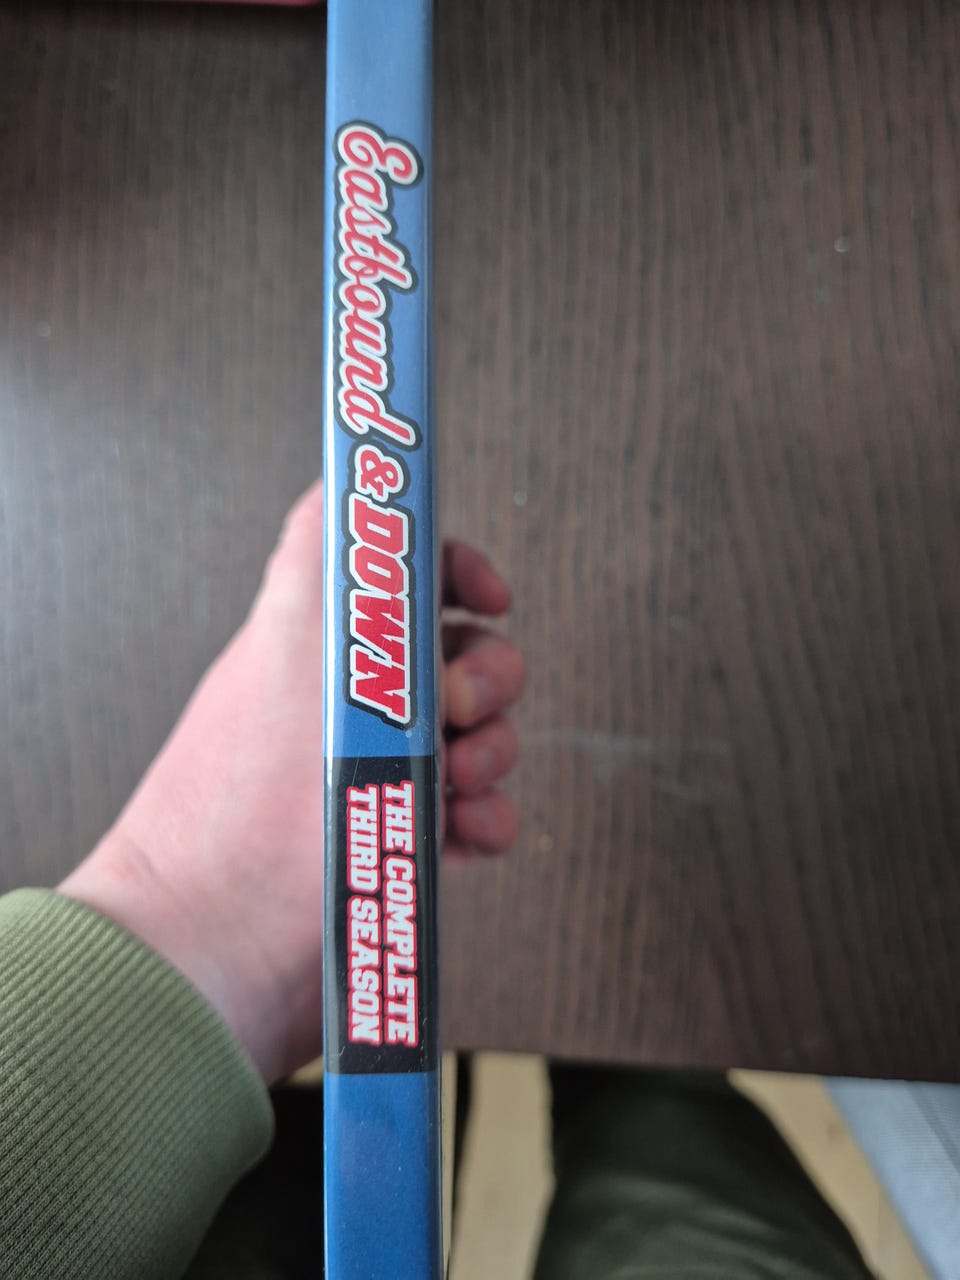 Eastbound & DOWN
THE COMPLETE
THIRD SEASON